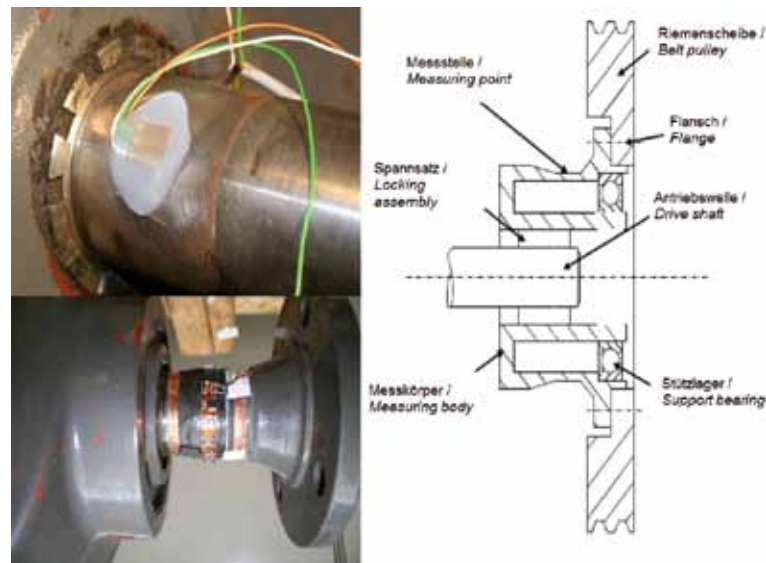 Riemenscheibe /
Belt pulley
Messstelle /
Measuring point
Flansch /
Flange
Spannsatz /
Locking
assembly
Antriebswelle /
Drive shaft
Messkörper /
Measuring body
Stützlager /
Support bearing